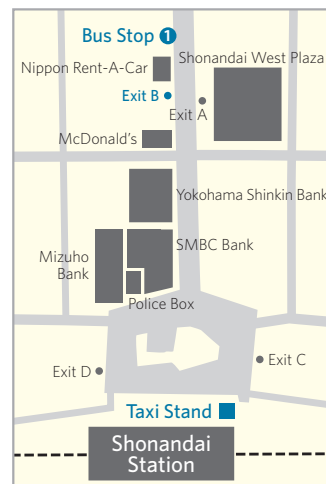 Bus Stop 1
Nippon Rent-A-Car
Shonandai West Plaza
Exit B
Exit A
McDonald's
Yokohama Shinkin Bank
SMBC Bank
Mizuho
Bank
Police Box
Exit D
Exit C
Taxi Stand
Shonandai
Station